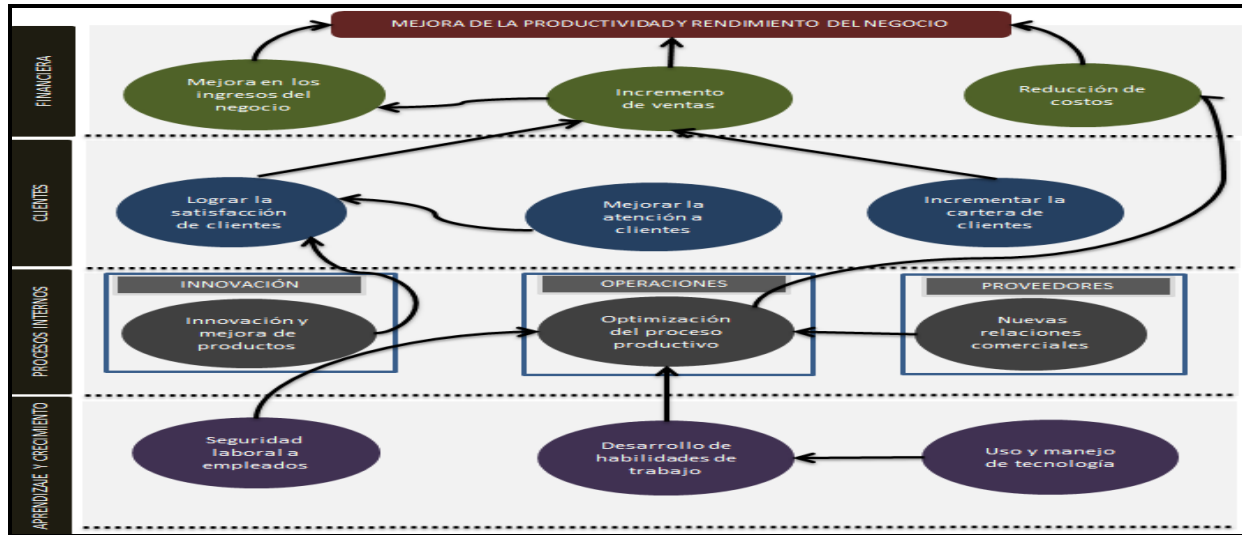 MEJORA DE LA PRODUCTIVIDAD Y RENDIMIENTO DEL NEGOCIO
FINANCIERA
Mejora en los
ingresos del
negocio
Incremento
de ventas
Reducción de
costos
CLIENTES
Lograr la
satisfacción
de clientes
Mejorar la
atención a
clientes
Incrementar la
cartera de
clientes
PROCESOS INTERNOS
INNOVACIÓN
Innovación y
mejora de
productos
OPERACIONES
Optimización
del proceso
productivo
PROVEEDORES
Nuevas
relaciones
comerciales
APRENDIZAJE Y CRECIMIENTO
Seguridad
laboral a
empleados
Desarrollo de
habilidades de
trabajo
Uso y manejo
de tecnología